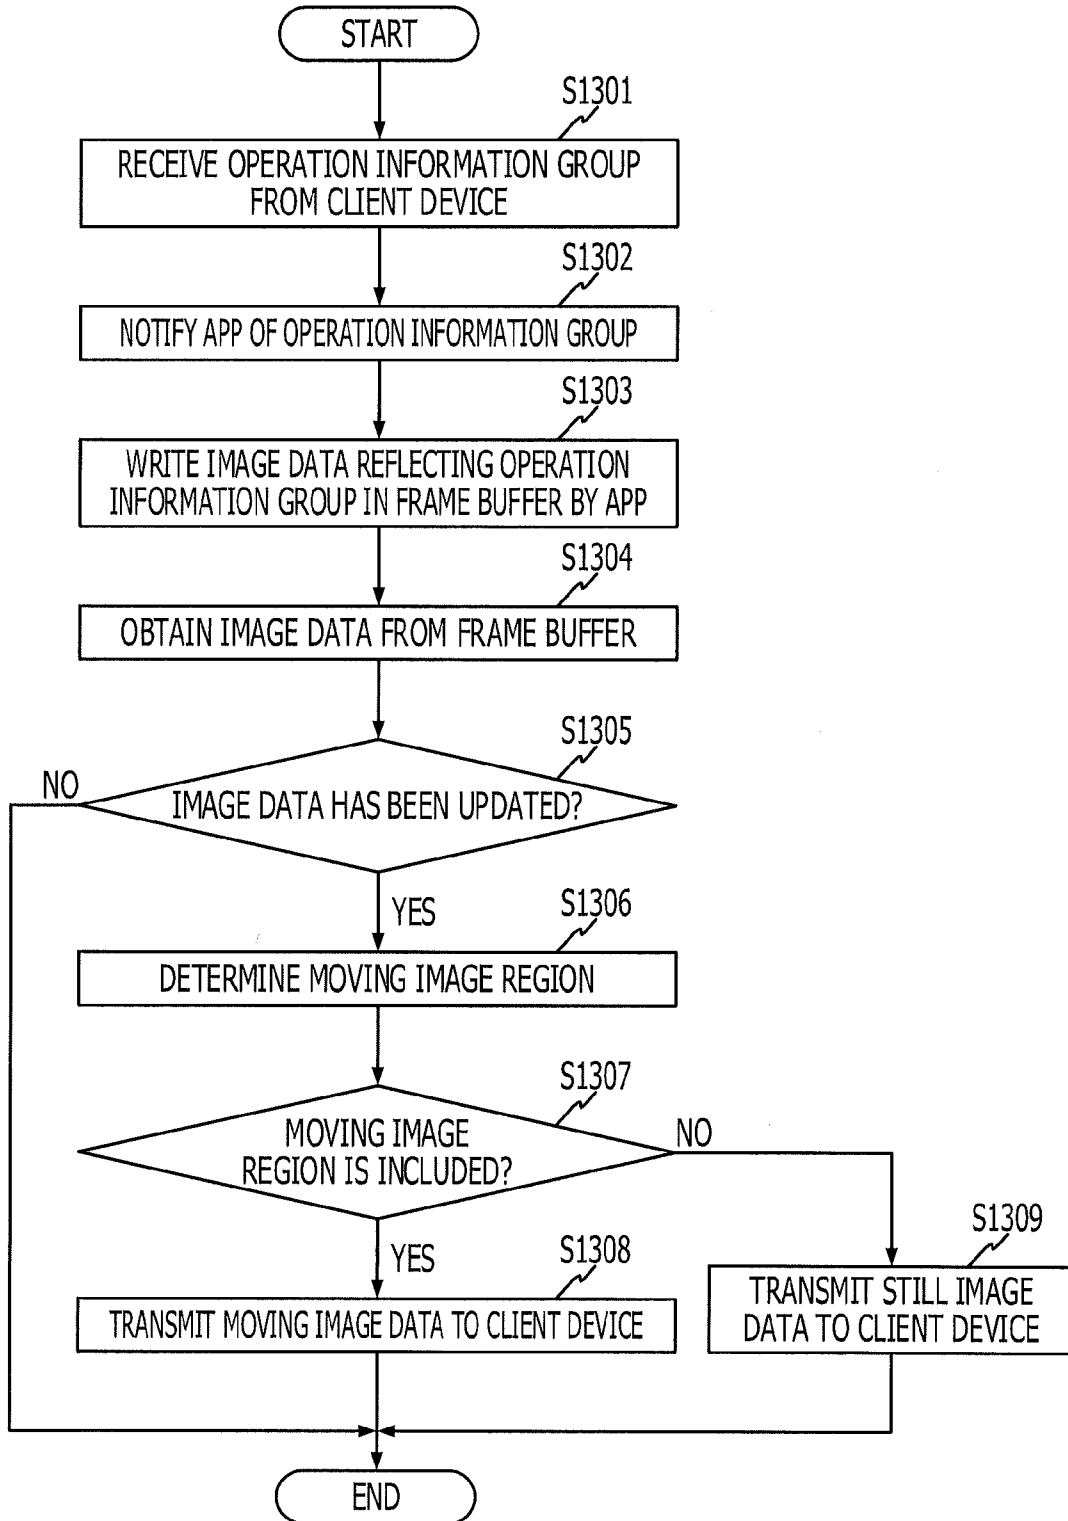 START
S1301
RECEIVE OPERATION INFORMATION GROUP
FROM CLIENT DEVICE
S1302
NOTIFY APP OF OPERATION INFORMATION GROUP
S1303
WRITE IMAGE DATA REFLECTING OPERATION
INFORMATION GROUP IN FRAME BUFFER BY APP
S1304
OBTAIN IMAGE DATA FROM FRAME BUFFER
S1305
NO
IMAGE DATA HAS BEEN UPDATED?
YES
S1306
DETERMINE MOVING IMAGE REGION
S1307
MOVING IMAGE
REGION IS INCLUDED?
NO
YES
S1308
TRANSMIT MOVING IMAGE DATA TO CLIENT DEVICE
S1309
TRANSMIT STILL IMAGE
DATA TO CLIENT DEVICE
END